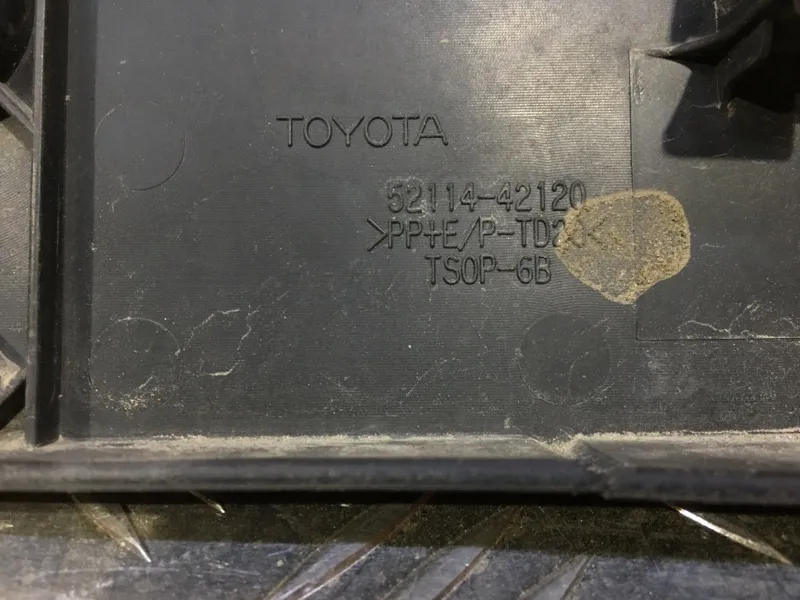 TOYOTA
52114-42120
>PP+E/P-TD2
TSOP-6B